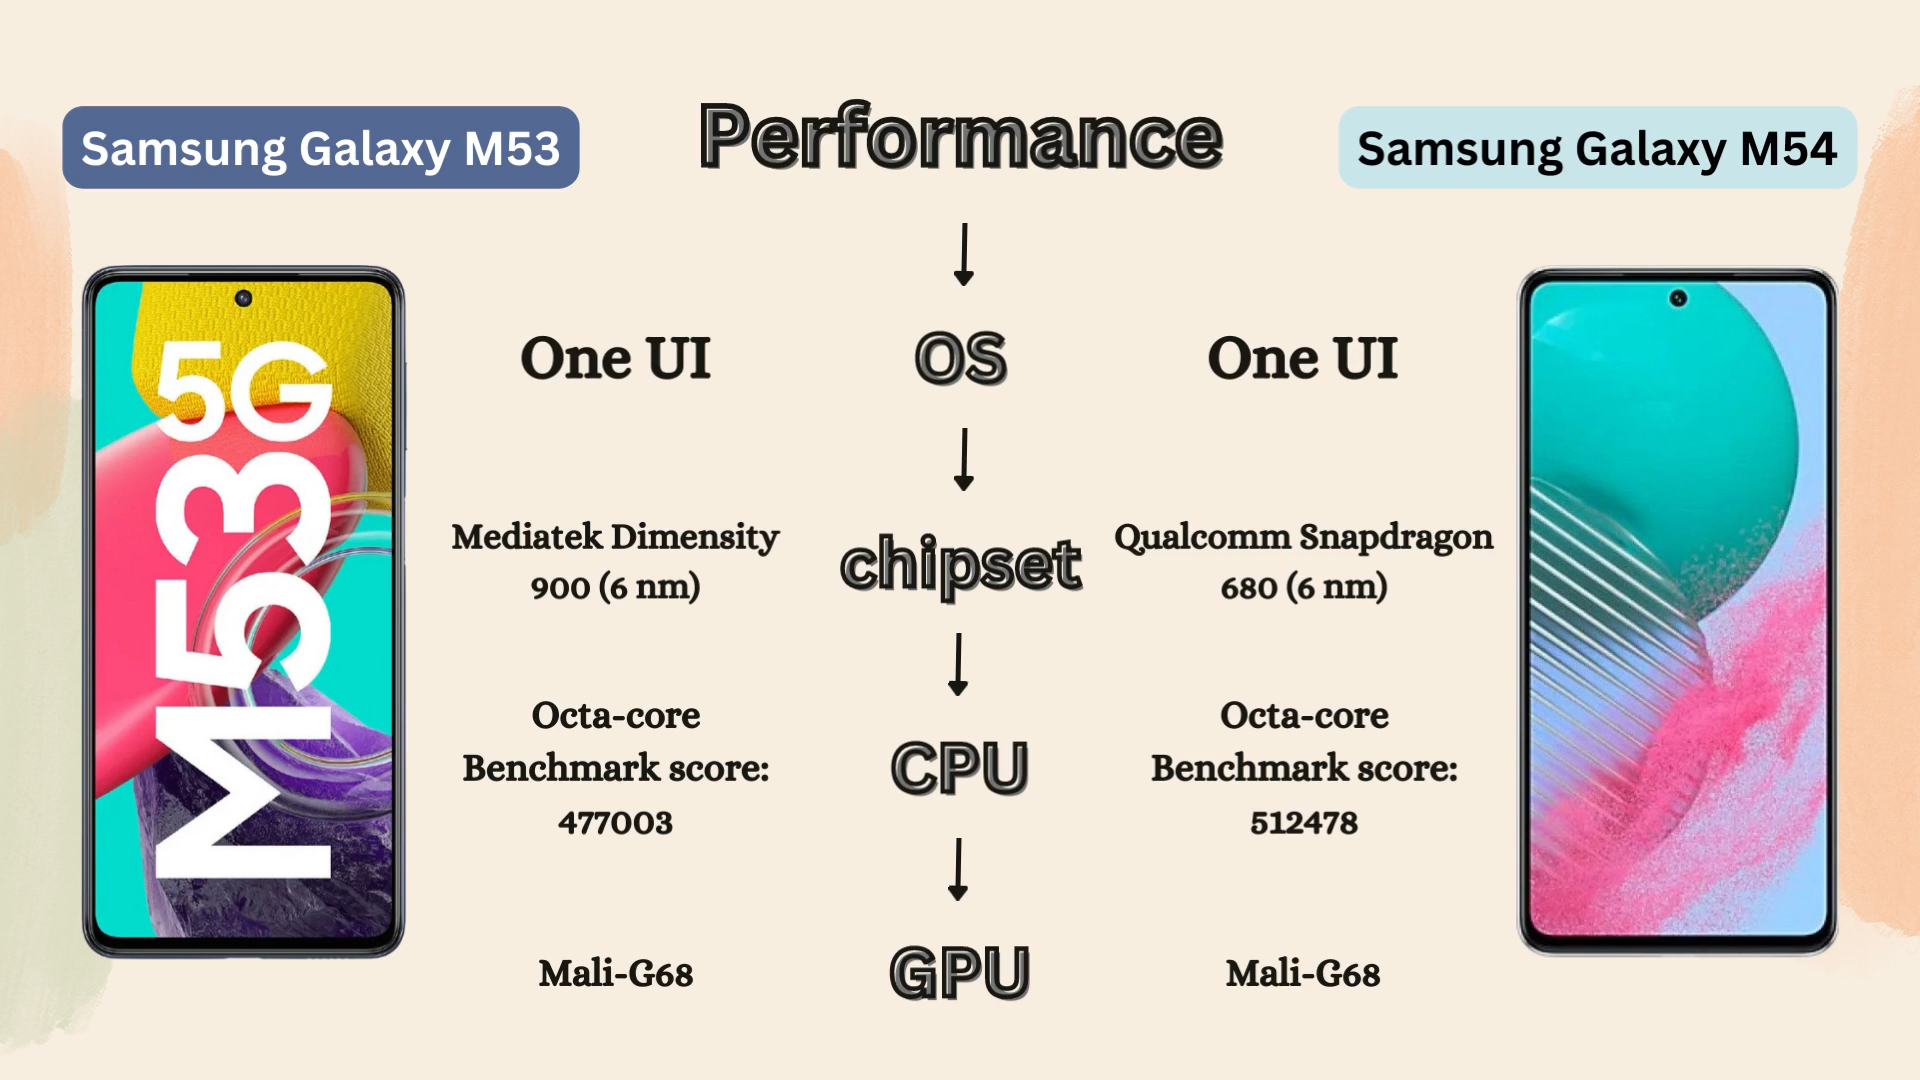 Samsung Galaxy M53
Performance
Samsung Galaxy M54
M53 5G
One UI
OS
One UI
Mediatek Dimensity
900 (6 nm)
chipset
Qualcomm Snapdragon
680 (6 nm)
Octa-core
Benchmark score:
477003
CPU
Octa-core
Benchmark score:
512478
Mali-G68
GPU
Mali-G68